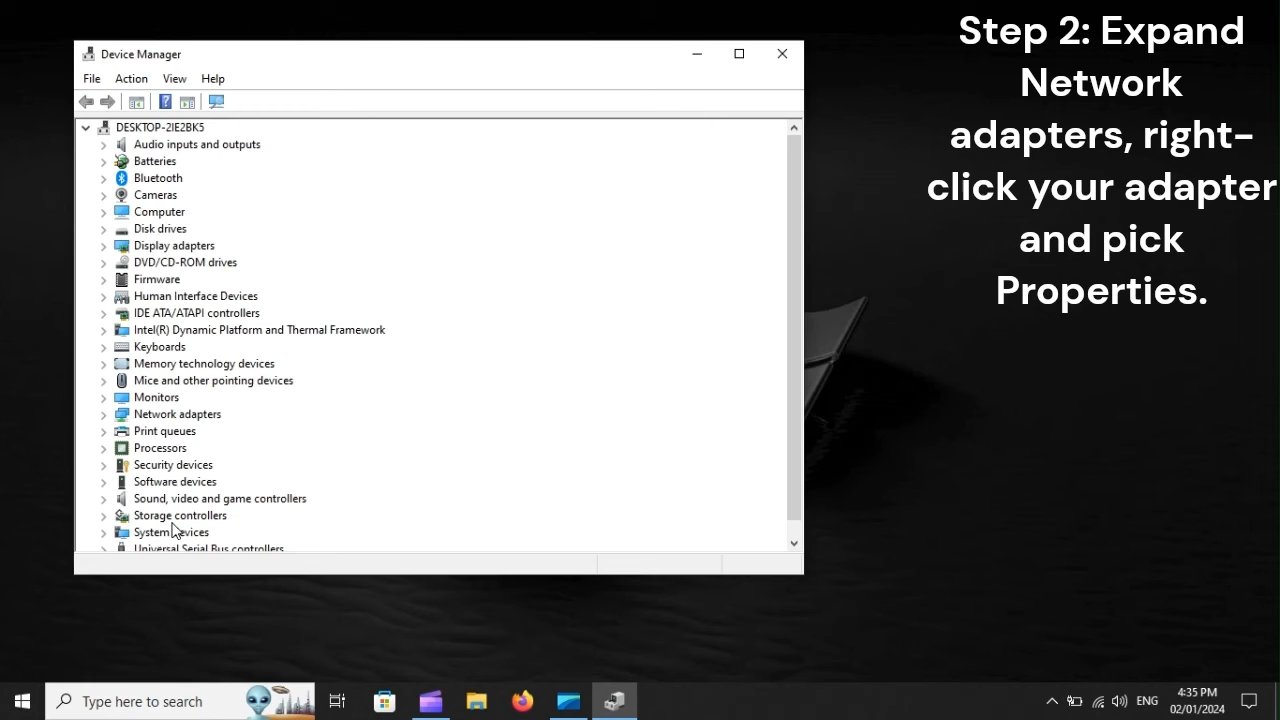 Step 2: Expand
Network
adapters, right-
click your adapter
and pick
Properties.
Device Manager
File Action View Help
DESKTOP-2IE2BK5
Audio inputs and outputs
Batteries
Bluetooth
Cameras
Computer
Disk drives
Display adapters
DVD/CD-ROM drives
Firmware
Human Interface Devices
IDE ATA/ATAPI controllers
Intel(R) Dynamic Platform and Thermal Framework
Keyboards
Memory technology devices
Mice and other pointing devices
Monitors
Network adapters
Print queues
Processors
Security devices
Software devices
Sound, video and game controllers
Storage controllers
System devices
Universal Serial Bus controllers
Type here to search
ENG
4:35 PM
02/01/2024